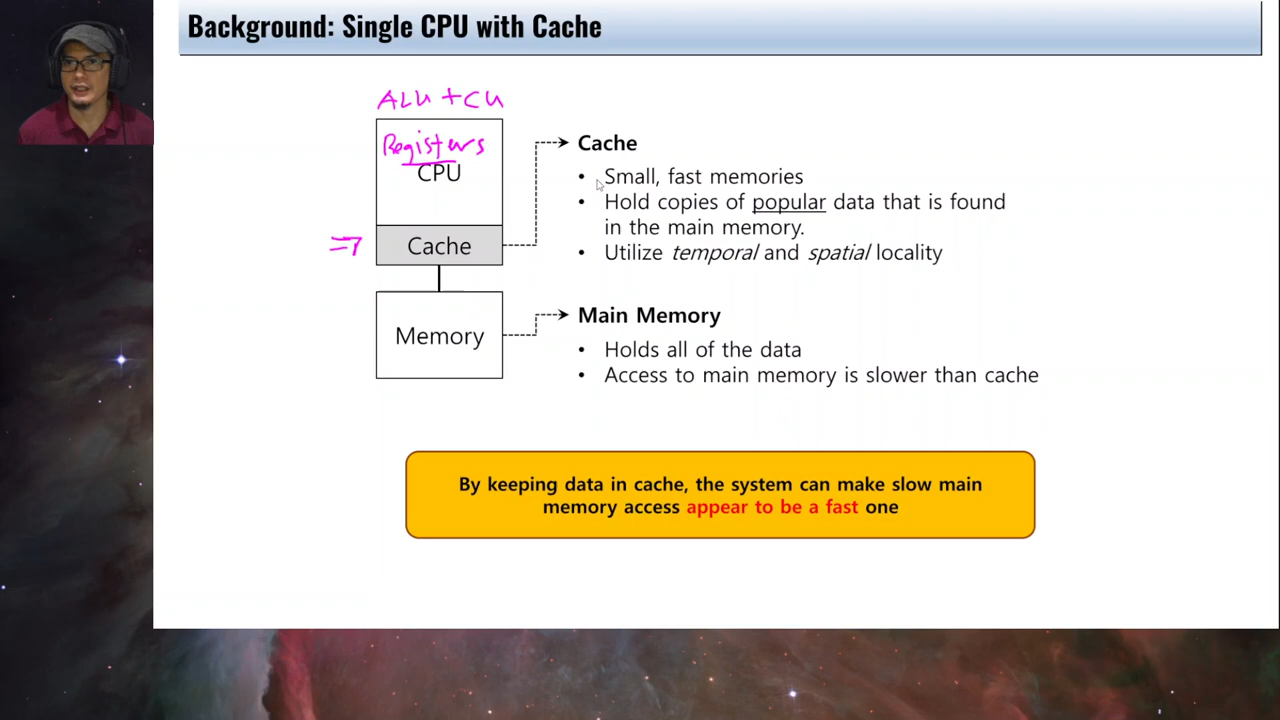 Background: Single CPU with Cache
ALU + CU
Registers
CPU
Cache
Memory
Cache
• Small, fast memories
• Hold copies of popular data that is found
in the main memory.
• Utilize temporal and spatial locality
Main Memory
• Holds all of the data
• Access to main memory is slower than cache
By keeping data in cache, the system can make slow main
memory access appear to be a fast one